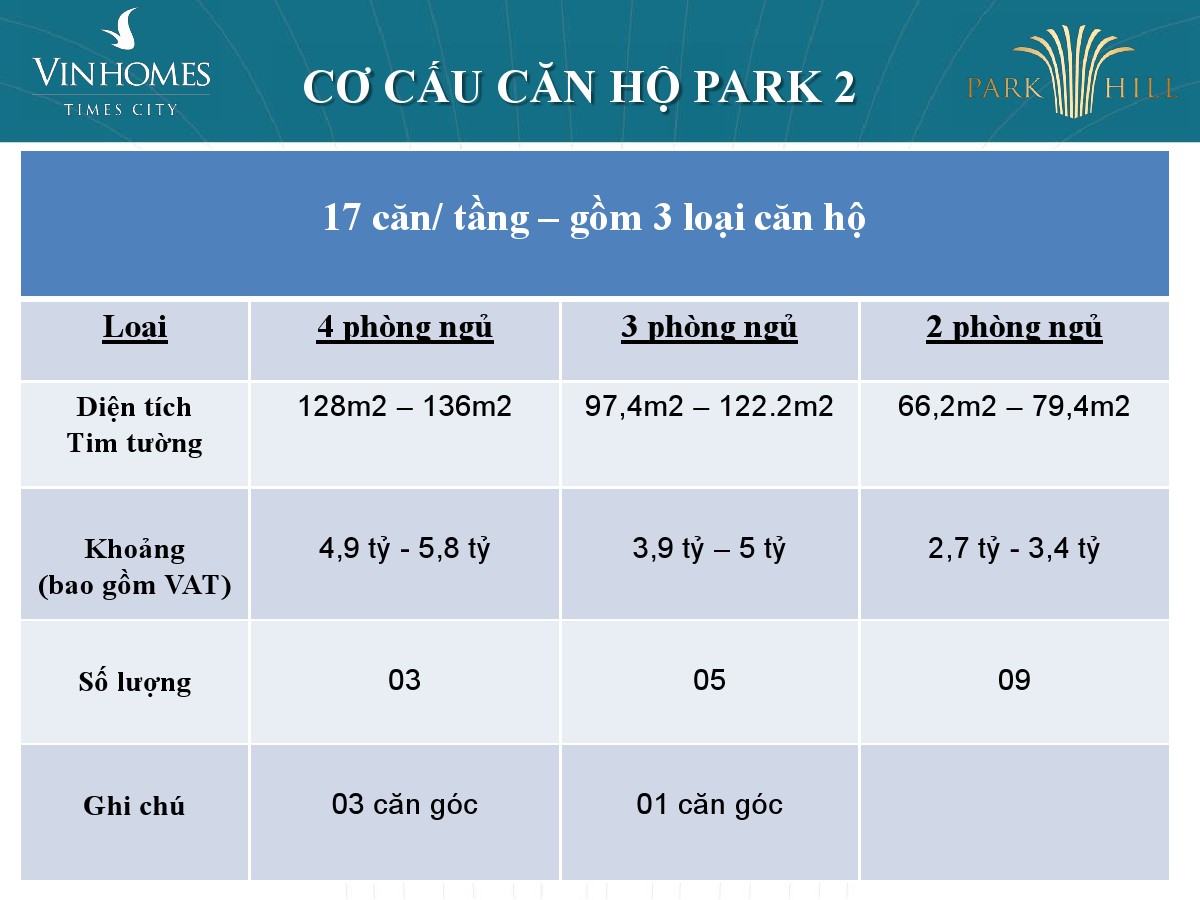 VINHOMES
TIMES CITY
CƠ CẤU CĂN HỘ PARK 2
PARK HILL
17 căn/ tầng – gồm 3 loại căn hộ
Loại 4 phòng ngủ 3 phòng ngủ 2 phòng ngủ
Diện tích 128m2 – 136m2 97,4m2 – 122.2m2 66,2m2 – 79,4m2
Tim tường
Khoảng 4,9 tỷ - 5,8 tỷ 3,9 tỷ – 5 tỷ 2,7 tỷ - 3,4 tỷ
(bao gồm VAT)
Số lượng 03 05 09
Ghi chú 03 căn góc 01 căn góc